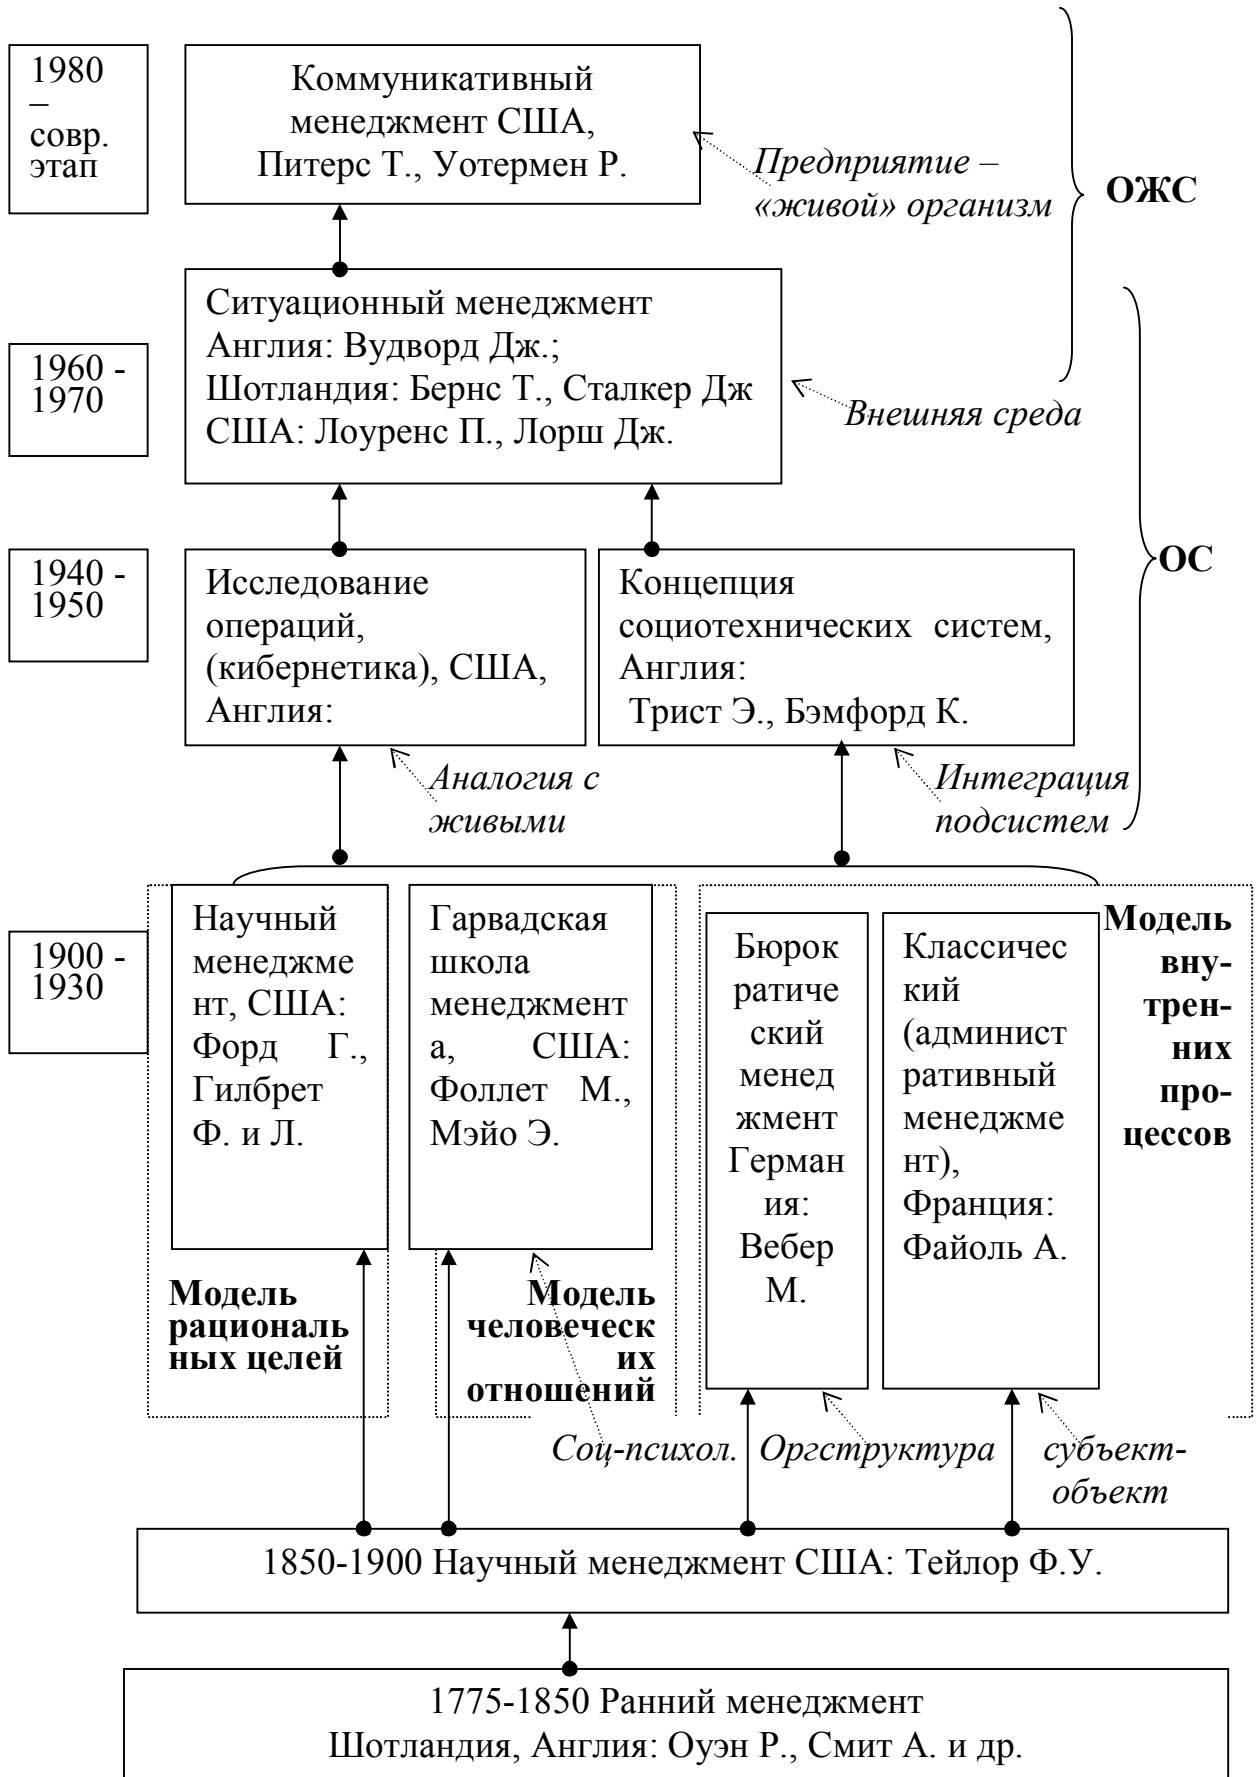 1980
–
совр.
этап
Коммуникативный
менеджмент США,
Питерс Т., Уотермен Р.
Предприятие –
«живой» организм
ОЖС
1960 -
1970
Ситуационный менеджмент
Англия: Вудворд Дж.;
Шотландия: Бернс Т., Сталкер Дж
США: Лоуренс П., Лорш Дж.
Внешняя среда
ОС
1940 -
1950
Исследование
операций,
(кибернетика), США,
Англия:
Концепция
социотехнических систем,
Англия:
Трист Э., Бэмфорд К.
Аналогия с
живыми
Интеграция
подсистем
1900 -
1930
Научный
менеджме
нт, США:
Форд Г.,
Гилбрет
Ф. и Л.
Модель
рациональ
ных целей
Гарвадская
школа
менеджмент
а, США:
Фоллет М.,
Мэйо Э.
Модель
человеческ
их
отношений
Бюрок
ратиче
ский
менед
жмент
Герман
ия:
Вебер
М.
Классичес
кий
(админист
ративный
менеджме
нт),
Франция:
Файоль А.
Модель
вну-
трен-
них
про-
цессов
Соц-психол.
Оргструктура
субъект-
объект
1850-1900 Научный менеджмент США: Тейлор Ф.У.
1775-1850 Ранний менеджмент
Шотландия, Англия: Оуэн Р., Смит А. и др.